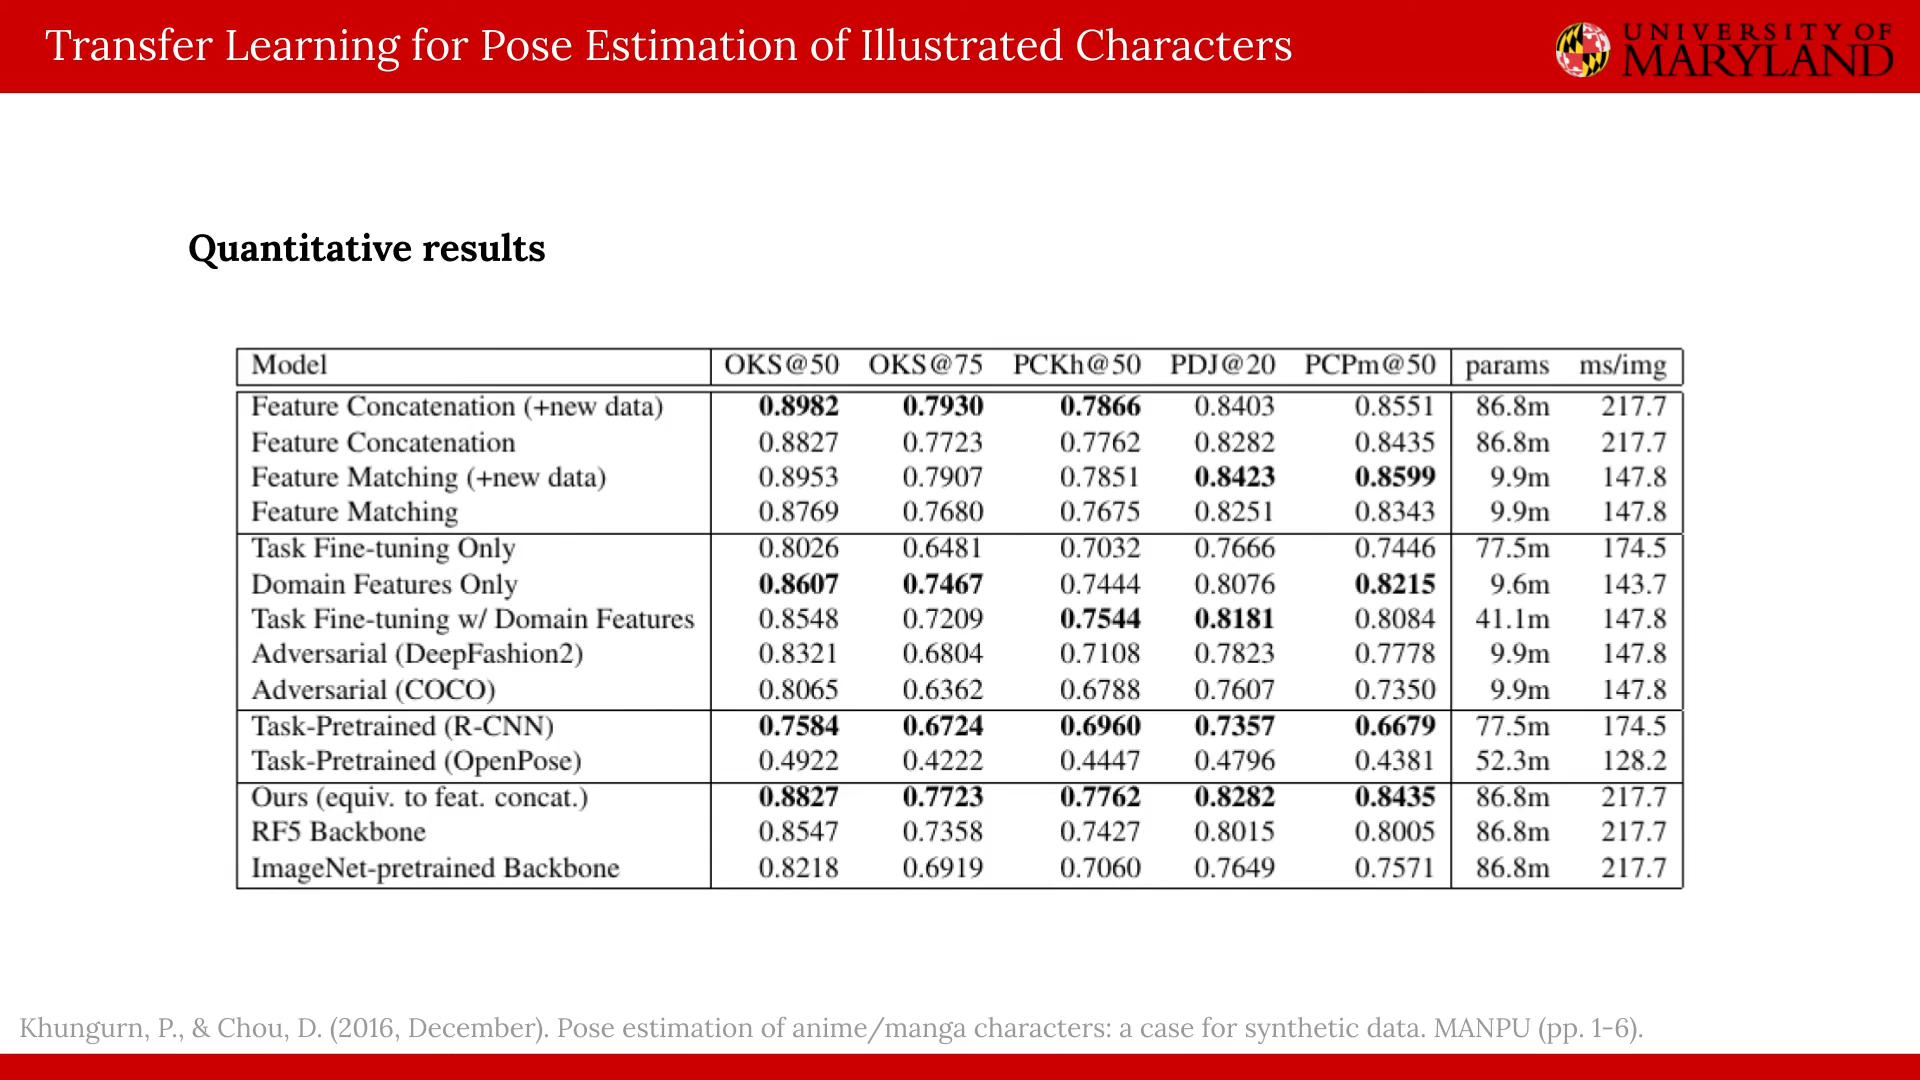 Transfer Learning for Pose Estimation of Illustrated Characters
UNIVERSITY OF
MARYLAND
Quantitative results
Model OKS@50 OKS@75 PCKh@50 PDJ@20 PCPm@50 params ms/img
Feature Concatenation (+new data) 0.8982 0.7930 0.7866 0.8403 0.8551 86.8m 217.7
Feature Concatenation 0.8827 0.7723 0.7762 0.8282 0.8435 86.8m 217.7
Feature Matching (+new data) 0.8953 0.7907 0.7851 0.8423 0.8599 9.9m 147.8
Feature Matching 0.8769 0.7680 0.7675 0.8251 0.8343 9.9m 147.8
Task Fine-tuning Only 0.8026 0.6481 0.7032 0.7666 0.7446 77.5m 174.5
Domain Features Only 0.8607 0.7467 0.7444 0.8076 0.8215 9.6m 143.7
Task Fine-tuning w/ Domain Features 0.8548 0.7209 0.7544 0.8181 0.8084 41.1m 147.8
Adversarial (DeepFashion2) 0.8321 0.6804 0.7108 0.7823 0.7778 9.9m 147.8
Adversarial (COCO) 0.8065 0.6362 0.6788 0.7607 0.7350 9.9m 147.8
Task-Pretrained (R-CNN) 0.7584 0.6724 0.6960 0.7357 0.6679 77.5m 174.5
Task-Pretrained (OpenPose) 0.4922 0.4222 0.4447 0.4796 0.4381 52.3m 128.2
Ours (equiv. to feat. concat.) 0.8827 0.7723 0.7762 0.8282 0.8435 86.8m 217.7
RF5 Backbone 0.8547 0.7358 0.7427 0.8015 0.8005 86.8m 217.7
ImageNet-pretrained Backbone 0.8218 0.6919 0.7060 0.7649 0.7571 86.8m 217.7
Khungurn, P., & Chou, D. (2016, December). Pose estimation of anime/manga characters: a case for synthetic data. MANPU (pp. 1-6).